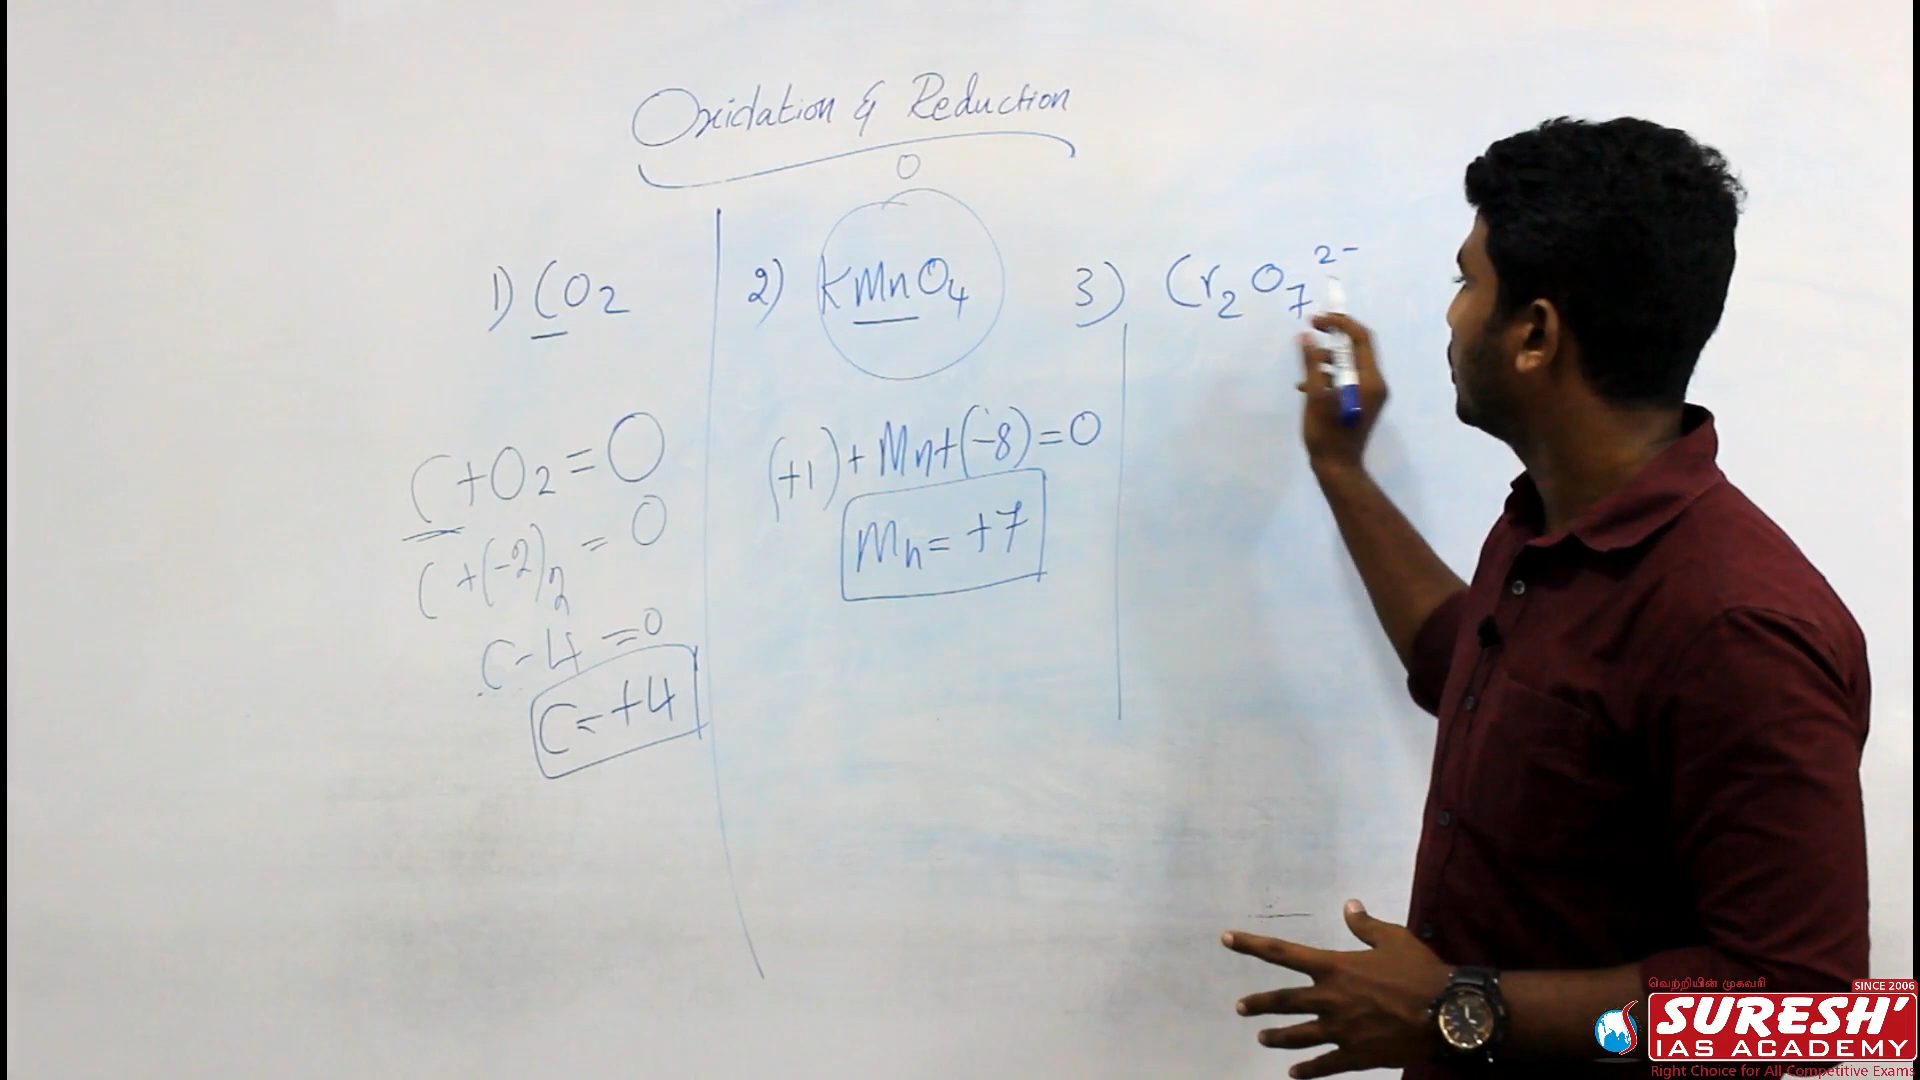 Oxidation & Reduction
0
1) CO2
2) KMnO4
3) Cr2O7 2-
C+O2=0
C+(-2)2 = 0
C-4 =0
C=+4
(+1)+Mn+(-8)=0
Mn= +7
வெற்றியின் முகவரி
SINCE 2006
SURESH'
IAS ACADEMY
Right Choice for All Competitive Exams